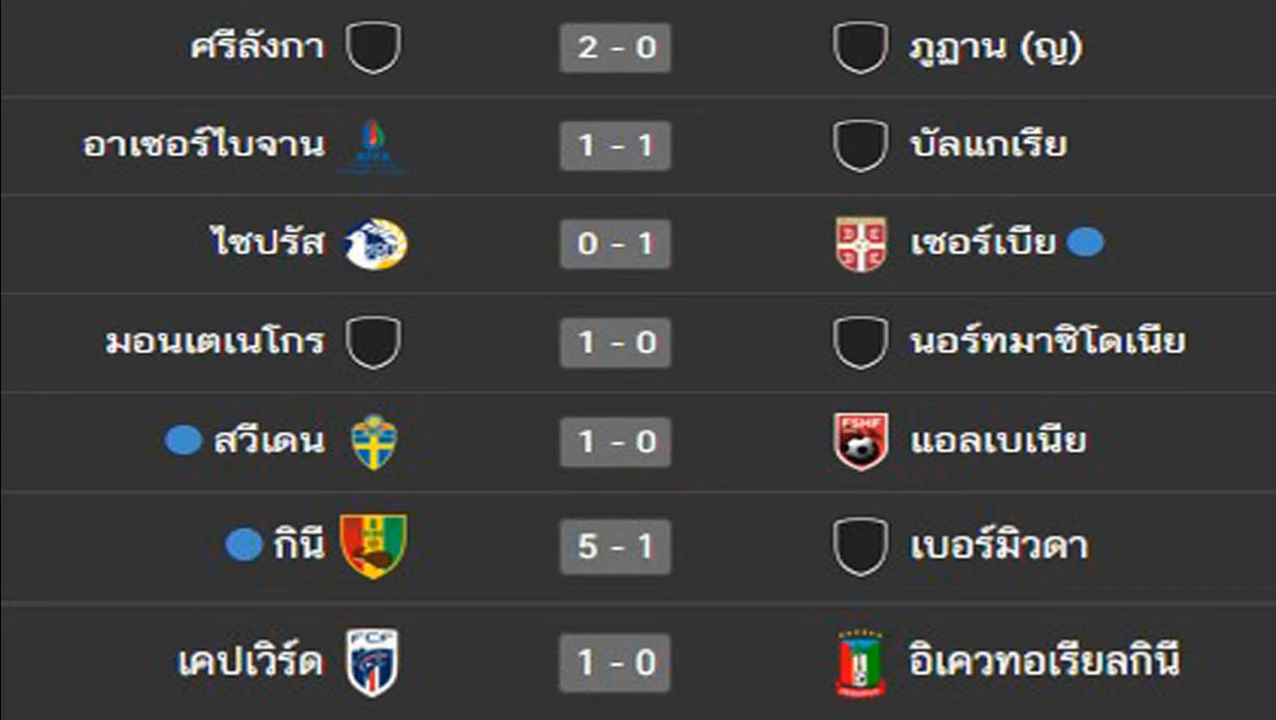 ศรีลังกา 2 - 0 ภูฏาน (ญ)
อาเซอร์ไบจาน 1 - 1 บัลแกเรีย
ไซปรัส 0 - 1 เซอร์เบีย
มอนเตเนโกร 1 - 0 นอร์ทมาซิโดเนีย
สวีเดน 1 - 0 FSHF แอลเบเนีย
กินี 5 - 1 เบอร์มิวดา
เคปเวิร์ด FCF 1 - 0 อิเควทอเรียลกินี